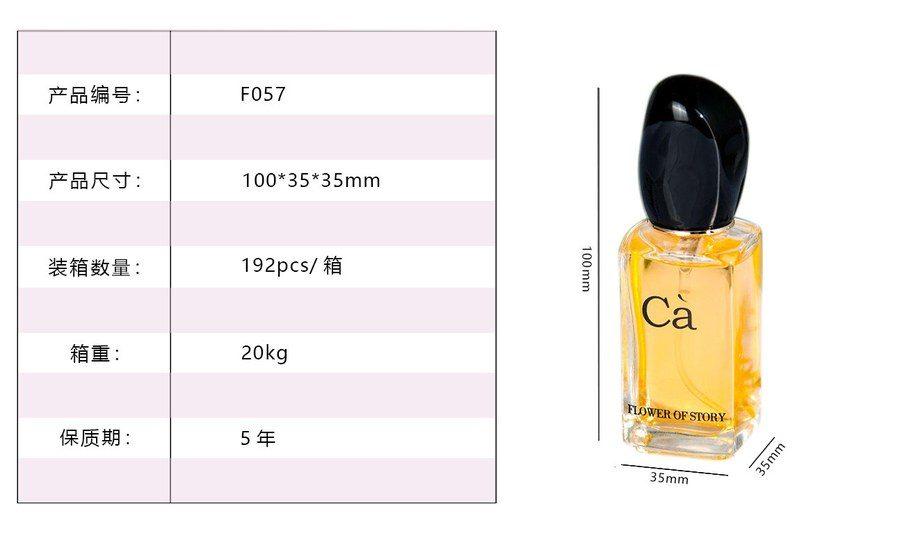 产品编号：
F057
产品尺寸：
100*35*35mm
装箱数量：
192pcs/ 箱
箱重：
20kg
保质期：
5 年
100mm
Cà
FLOWER OF STORY
35mm
35mm